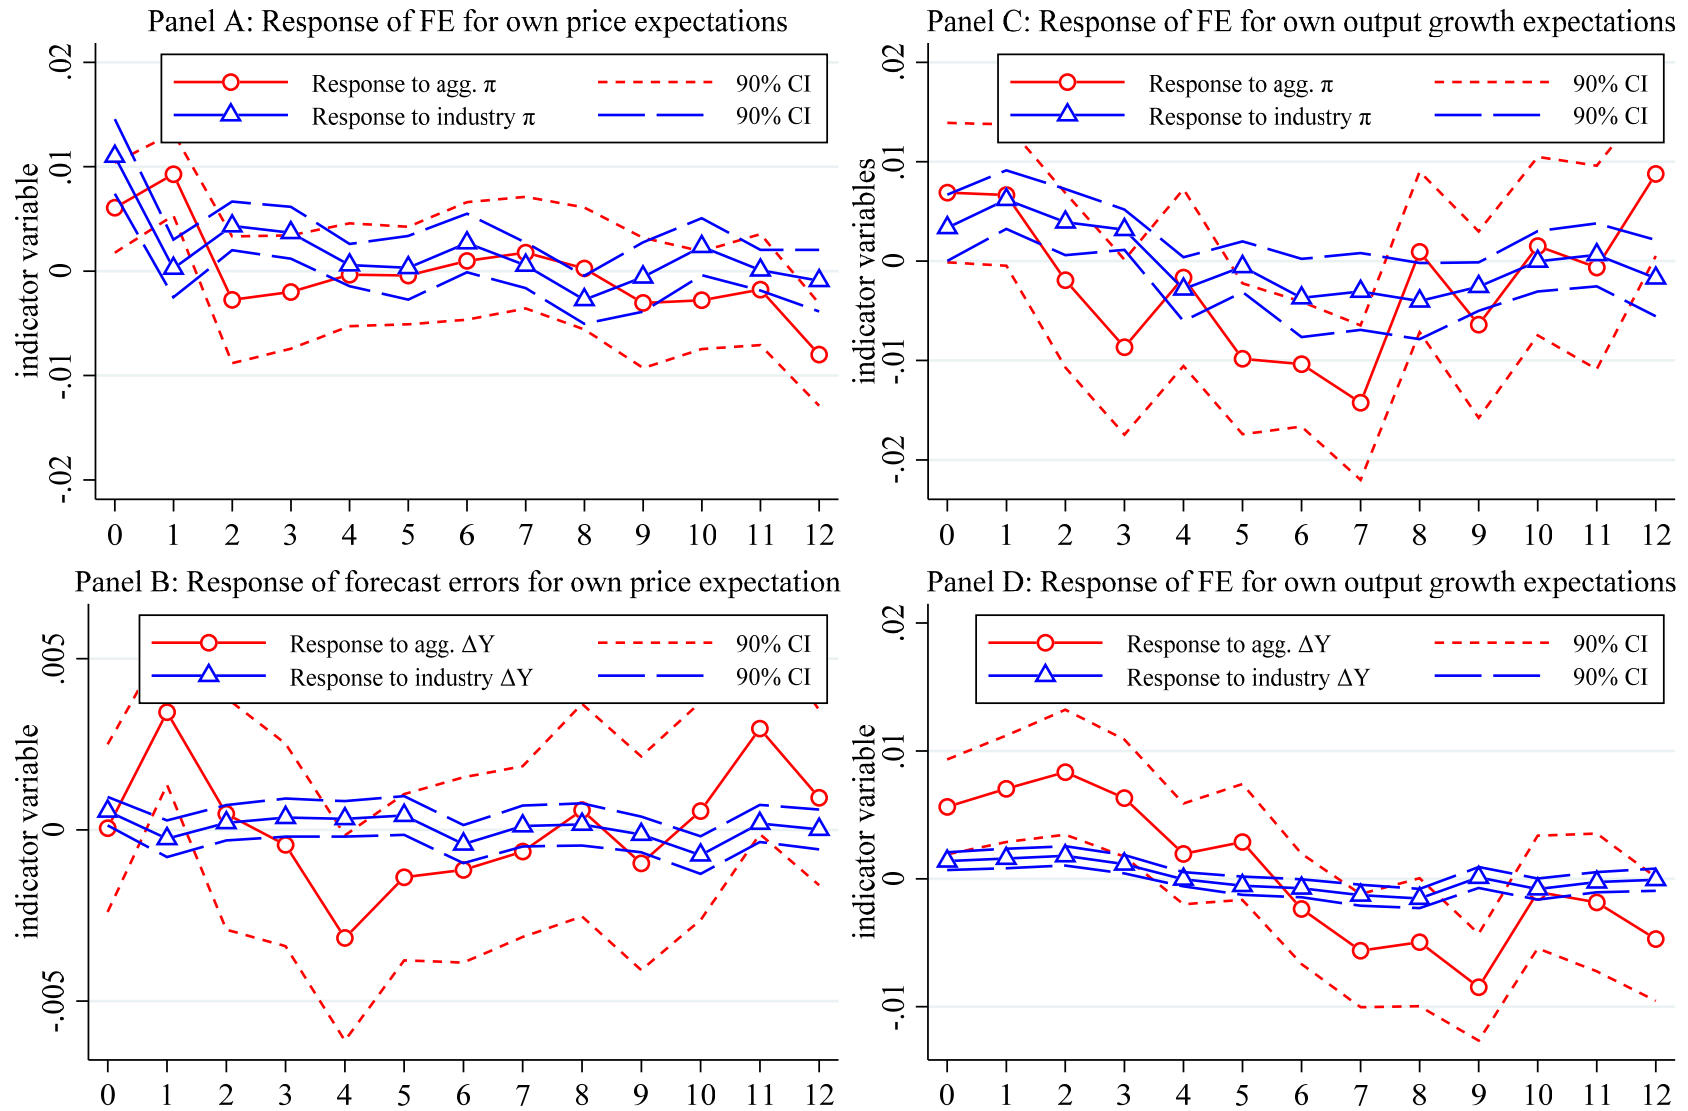 Panel A: Response of FE for own price expectations
Response to agg. π
90% CI
Response to industry π
90% CI
indicator variable
.02
.01
0
-.01
-.02
0 1 2 3 4 5 6 7 8 9 10 11 12
Panel C: Response of FE for own output growth expectations
Response to agg. π
90% CI
Response to industry π
90% CI
indicator variables
.02
.01
0
-.01
-.02
0 1 2 3 4 5 6 7 8 9 10 11 12
Panel B: Response of forecast errors for own price expectation
Response to agg. ΔY
90% CI
Response to industry ΔY
90% CI
indicator variable
.005
0
-.005
0 1 2 3 4 5 6 7 8 9 10 11 12
Panel D: Response of FE for own output growth expectations
Response to agg. ΔY
90% CI
Response to industry ΔY
90% CI
indicator variable
.02
.01
0
-.01
0 1 2 3 4 5 6 7 8 9 10 11 12